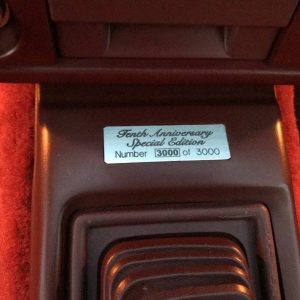 Tenth Anniversary
Special Edition
Number 3000 of 3000